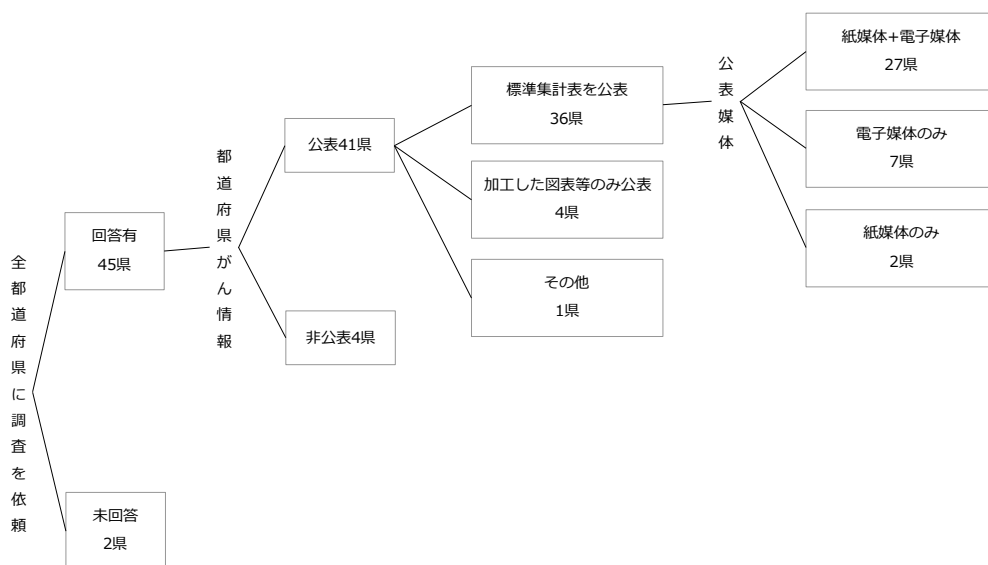 全都道府県に調査を依頼
回答有
45県
未回答
2県
都道府県がん情報
公表41県
非公表4県
標準集計表を公表
36県
加工した図表等のみ公表
4県
その他
1県
公表媒体
紙媒体+電子媒体
27県
電子媒体のみ
7県
紙媒体のみ
2県